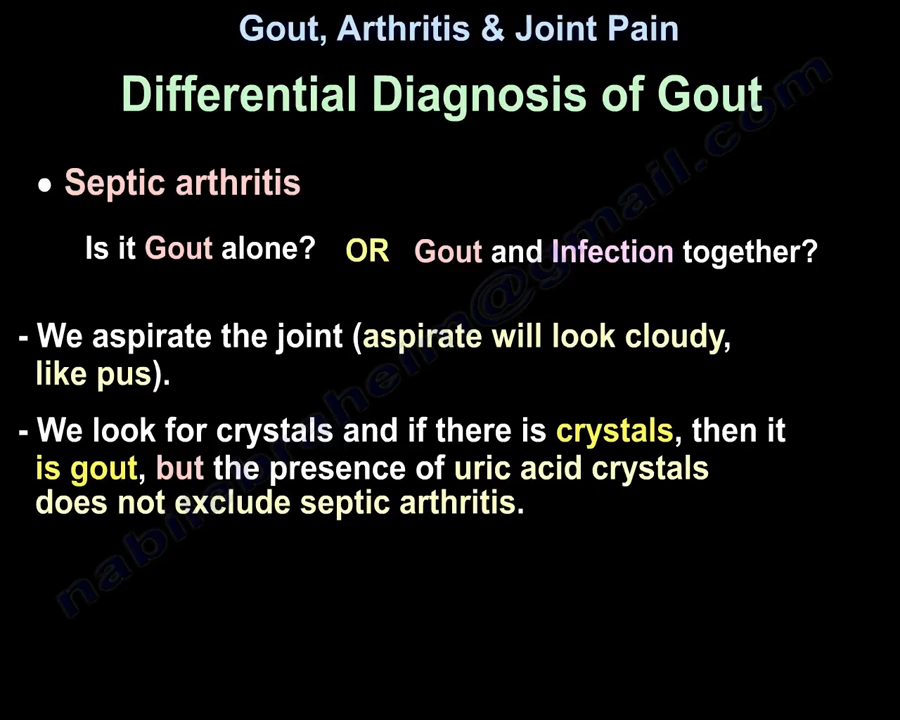 Gout, Arthritis & Joint Pain
Differential Diagnosis of Gout
• Septic arthritis
Is it Gout alone? OR Gout and Infection together?
- We aspirate the joint (aspirate will look cloudy,
like pus).
- We look for crystals and if there is crystals, then it
is gout, but the presence of uric acid crystals
does not exclude septic arthritis.